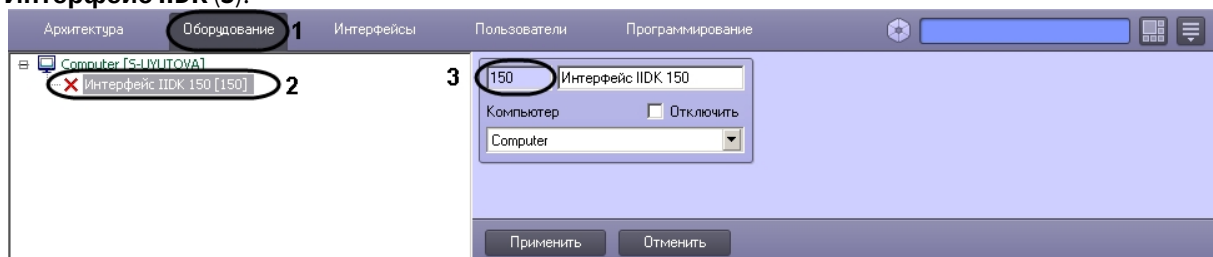 Интерфейс IIDK (3).
Архитектура Оборудование 1 Интерфейсы Пользователи Программирование
Computer [S-UYUTOVA]
Интерфейс IIDK 150 [150] 2
3 150 Интерфейс IIDK 150
Компьютер Отключить
Computer
Применить Отменить